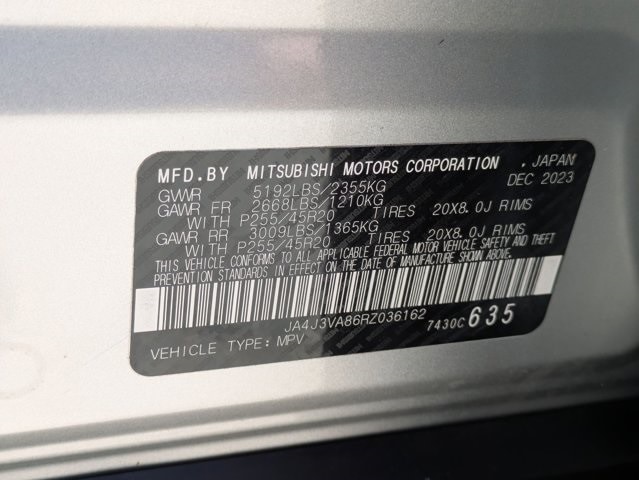 MFD.BY MITSUBISHI MOTORS CORPORATION . JAPAN
GVWR 5192LBS/2355KG DEC 2023
GAWR FR 2668LBS/1210KG
WITH P255/45R20 TIRES 20X8.0J RIMS
GAWR RR 3009LBS/1365KG
WITH P255/45R20 TIRES 20X8.0J RIMS
THIS VEHICLE CONFORMS TO ALL APPLICABLE FEDERAL MOTOR VEHICLE SAFETY AND THEFT
PREVENTION STANDARDS IN EFFECT ON THE DATE OF MANUFACTURE SHOWN ABOVE.
JA4J3VA86RZ036162 7430C 635
VEHICLE TYPE: MPV